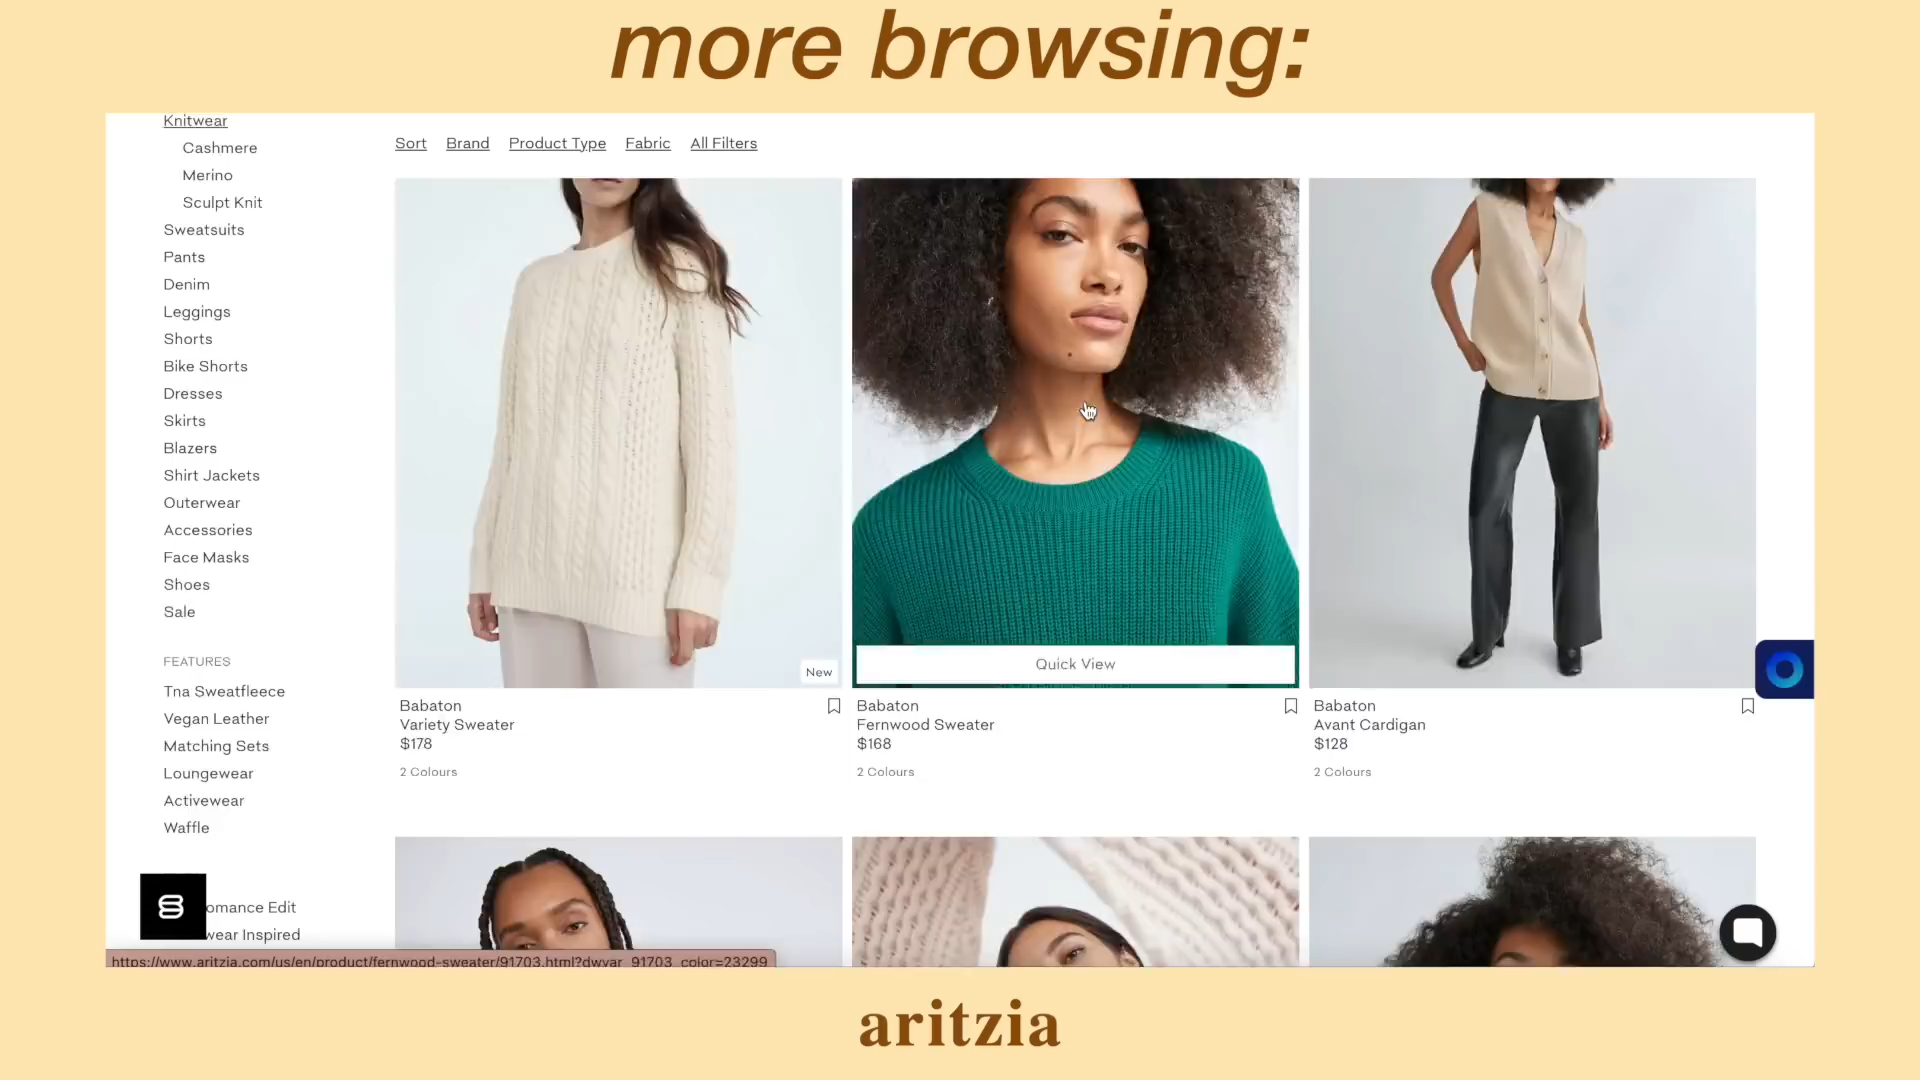 more browsing:
Knitwear
Cashmere
Merino
Sculpt Knit
Sweatsuits
Pants
Denim
Leggings
Shorts
Bike Shorts
Dresses
Skirts
Blazers
Shirt Jackets
Outerwear
Accessories
Face Masks
Shoes
Sale
FEATURES
Tna Sweatfleece
Vegan Leather
Matching Sets
Loungewear
Activewear
Waffle
omance Edit
wear Inspired
Sort Brand Product Type Fabric All Filters
New
Babaton
Variety Sweater
$178
2 Colours
Quick View
Babaton
Fernwood Sweater
$168
2 Colours
Babaton
Avant Cardigan
$128
2 Colours
https://www.aritzia.com/us/en/product/fernwood-sweater/91703.html?dwvar_91703_color=23299
aritzia